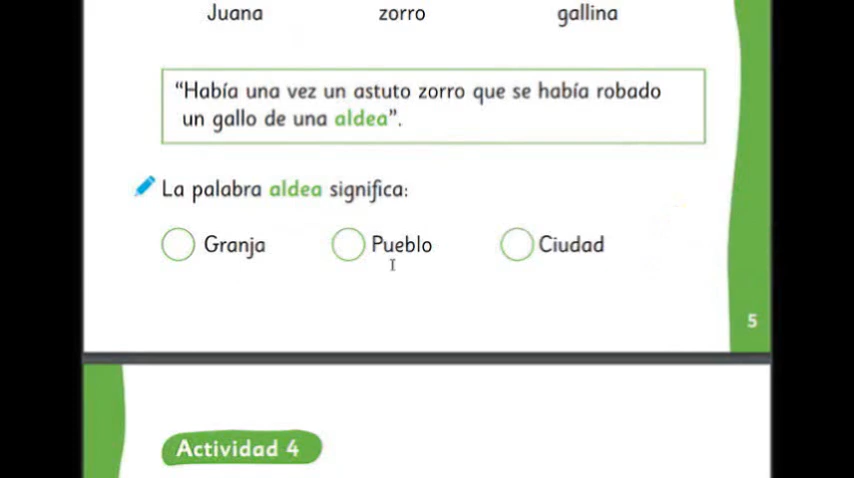 Juana zorro gallina
“Había una vez un astuto zorro que se había robado
un gallo de una aldea”.
La palabra aldea significa:
Granja Pueblo Ciudad
5
Actividad 4